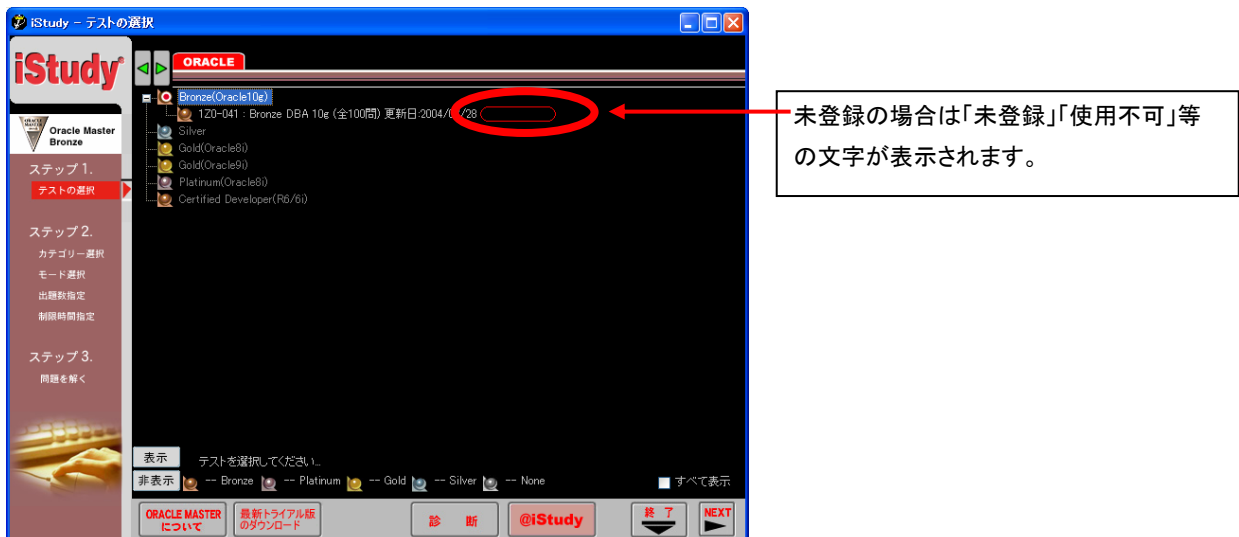 iStudy - テストの選択
iStudy
ORACLE
Bronze(Oracle10g)
1Z0-041 : Bronze DBA 10g (全100問) 更新日:2004/0 /28
Silver
Gold(Oracle8i)
Gold(Oracle9i)
Platinum(Oracle8i)
Certified Developer(R6/6i)
Oracle Master
Bronze
ステップ 1.
テストの選択
ステップ 2.
カテゴリー選択
モード選択
出題数指定
制限時間指定
ステップ 3.
問題を解く
表示
テストを選択してください...
非表示
-- Bronze -- Platinum -- Gold -- Silver -- None
すべて表示
ORACLE MASTER
について
最新トライアル版
のダウンロード
診 断
@iStudy
終 了
NEXT
未登録の場合は「未登録」「使用不可」等
の文字が表示されます。